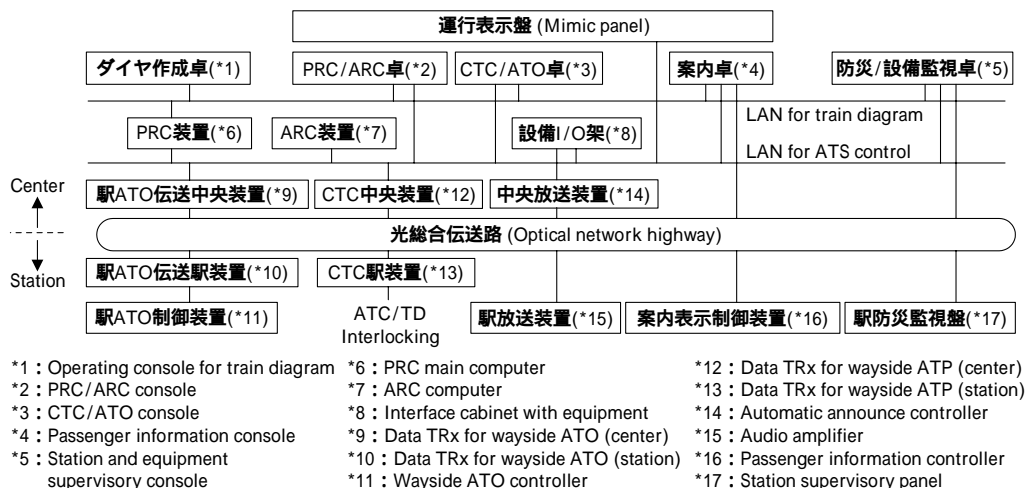 運行表示盤 (Mimic panel)
ダイヤ作成卓(*1) PRC/ARC卓(*2) CTC/ATO卓(*3) 案内卓(*4) 防災/設備監視卓(*5)
LAN for train diagram
PRC装置(*6) ARC装置(*7) 設備I/O架(*8)
LAN for ATS control
Center
駅ATO伝送中央装置(*9) CTC中央装置(*12) 中央放送装置(*14)
光総合伝送路 (Optical network highway)
Station
駅ATO伝送駅装置(*10) CTC駅装置(*13)
駅ATO制御装置(*11) ATC/TD
Interlocking
駅放送装置(*15) 案内表示制御装置(*16) 駅防災監視盤(*17)
*1：Operating console for train diagram
*2：PRC/ARC console
*3：CTC/ATO console
*4：Passenger information console
*5：Station and equipment
supervisory console
*6：PRC main computer
*7：ARC computer
*8：Interface cabinet with equipment
*9：Data TRx for wayside ATO (center)
*10：Data TRx for wayside ATO (station)
*11：Wayside ATO controller
*12：Data TRx for wayside ATP (center)
*13：Data TRx for wayside ATP (station)
*14：Automatic announce controller
*15：Audio amplifier
*16：Passenger information controller
*17：Station supervisory panel